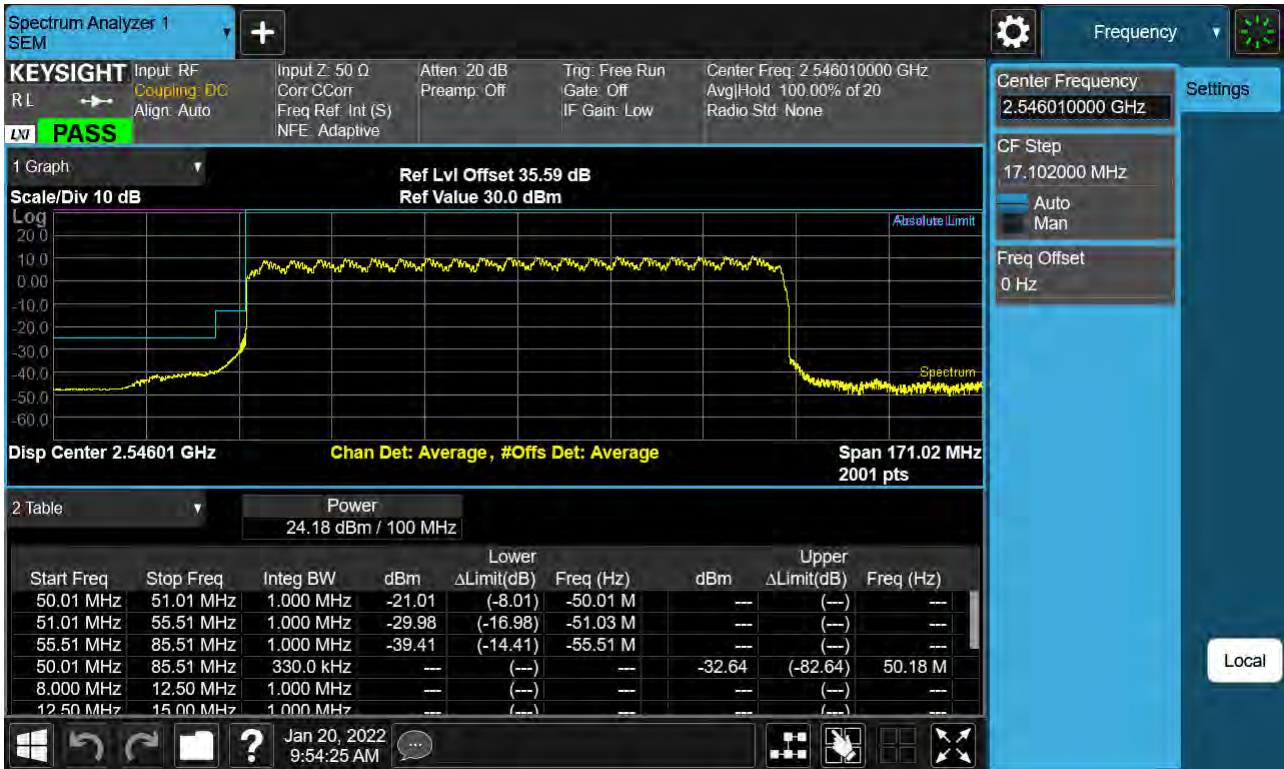 Spectrum Analyzer 1
SEM
Frequency
KEYSIGHT
R L
LXI
PASS
Input: RF
Coupling: DC
Align: Auto
Input Z: 50 Ω
Corr CCorr
Freq Ref: Int (S)
NFE: Adaptive
Atten: 20 dB
Preamp: Off
Trig: Free Run
Gate: Off
IF Gain: Low
Center Freq: 2.546010000 GHz
Avg|Hold: 100.00% of 20
Radio Std: None
Center Frequency
2.546010000 GHz
Settings
CF Step
17.102000 MHz
Auto
Man
Freq Offset
0 Hz
1 Graph
Scale/Div 10 dB
Ref Lvl Offset 35.59 dB
Ref Value 30.0 dBm
Log
20.0
10.0
0.00
-10.0
-20.0
-30.0
-40.0
-50.0
-60.0
Limit
Spectrum
Disp Center 2.54601 GHz
Chan Det: Average, #Offs Det: Average
Span 171.02 MHz
2001 pts
2 Table
Power
24.18 dBm / 100 MHz
Lower Upper
Start Freq Stop Freq Integ BW dBm ΔLimit(dB) Freq (Hz) dBm ΔLimit(dB) Freq (Hz)
50.01 MHz 51.01 MHz 1.000 MHz -21.01 (-8.01) -50.01 M --- (---) ---
51.01 MHz 55.51 MHz 1.000 MHz -29.98 (-16.98) -51.03 M --- (---) ---
55.51 MHz 85.51 MHz 1.000 MHz -39.41 (-14.41) -55.51 M --- (---) ---
50.01 MHz 85.51 MHz 330.0 kHz --- (---) --- -32.64 (-82.64) 50.18 M
8.000 MHz 12.50 MHz 1.000 MHz --- (---) --- --- (---) ---
12.50 MHz 15.00 MHz 1.000 MHz --- (---) --- --- (---) ---
Local
Jan 20, 2022
9:54:25 AM